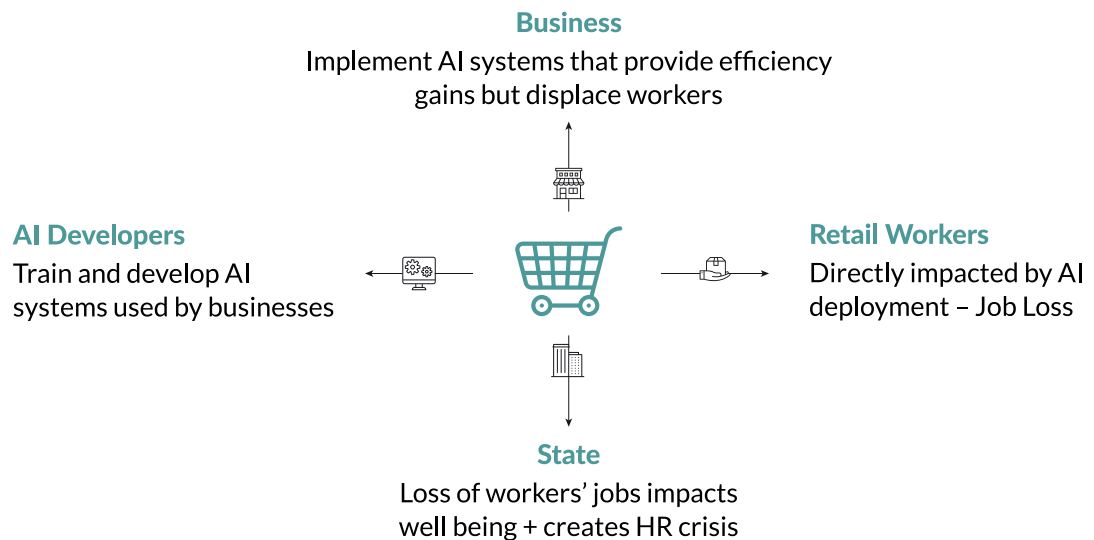 Business
Implement AI systems that provide efficiency
gains but displace workers
AI Developers
Train and develop AI
systems used by businesses
Retail Workers
Directly impacted by AI
deployment – Job Loss
State
Loss of workers’ jobs impacts
well being + creates HR crisis